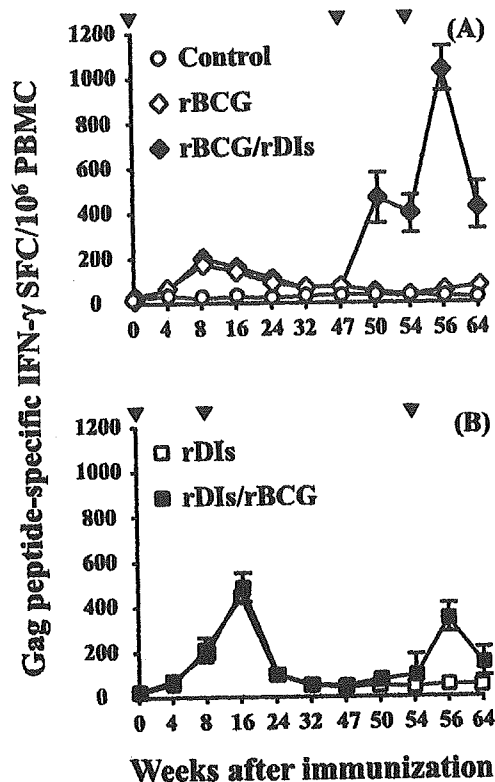 Gag peptide-specific IFN-γ SFC/10⁶ PBMC
(A)
1200
1000
800
600
400
200
0
Control
rBCG
rBCG/rDIs
0 4 8 16 24 32 47 50 54 56 64
(B)
1200
1000
800
600
400
200
0
rDIs
rDIs/rBCG
0 4 8 16 24 32 47 50 54 56 64
Weeks after immunization